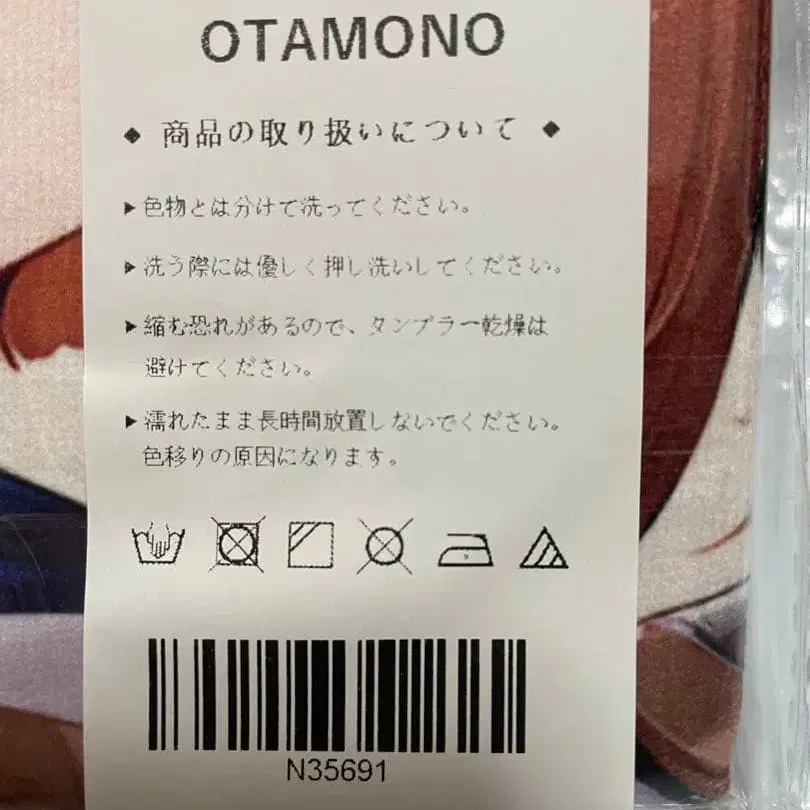 OTAMONO
◆ 商品の取り扱いについて ◆
▶色物とは分けて洗ってください。
▶洗う際には優しく押し洗いしてください。
▶縮む恐れがあるので、タンブラー乾燥は
避けてください。
▶濡れたまま長時間放置しないでください。
色移りの原因になります。
N35691